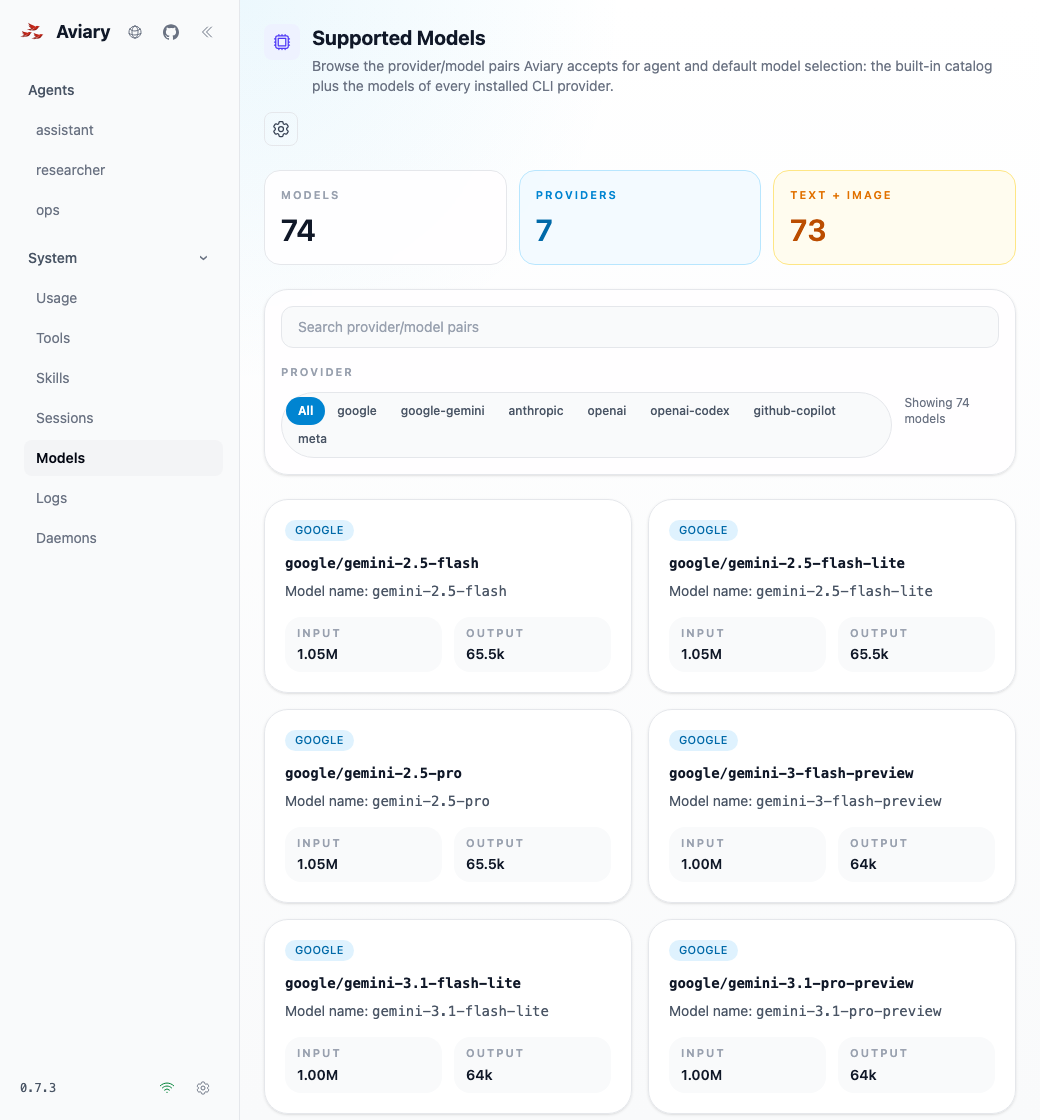 Aviary
Agents
assistant
researcher
ops
System
Usage
Tools
Skills
Sessions
Models
Logs
Daemons
0.7.3
Supported Models
Browse the provider/model pairs Aviary accepts for agent and default model selection: the built-in catalog
plus the models of every installed CLI provider.
MODELS
74
PROVIDERS
7
TEXT + IMAGE
73
Search provider/model pairs
PROVIDER
All google google-gemini anthropic openai openai-codex github-copilot
meta
Showing 74
models
GOOGLE
google/gemini-2.5-flash
Model name: gemini-2.5-flash
INPUT
1.05M
OUTPUT
65.5k
GOOGLE
google/gemini-2.5-flash-lite
Model name: gemini-2.5-flash-lite
INPUT
1.05M
OUTPUT
65.5k
GOOGLE
google/gemini-2.5-pro
Model name: gemini-2.5-pro
INPUT
1.05M
OUTPUT
65.5k
GOOGLE
google/gemini-3-flash-preview
Model name: gemini-3-flash-preview
INPUT
1.00M
OUTPUT
64k
GOOGLE
google/gemini-3.1-flash-lite
Model name: gemini-3.1-flash-lite
INPUT
1.00M
OUTPUT
64k
GOOGLE
google/gemini-3.1-pro-preview
Model name: gemini-3.1-pro-preview
INPUT
1.00M
OUTPUT
64k